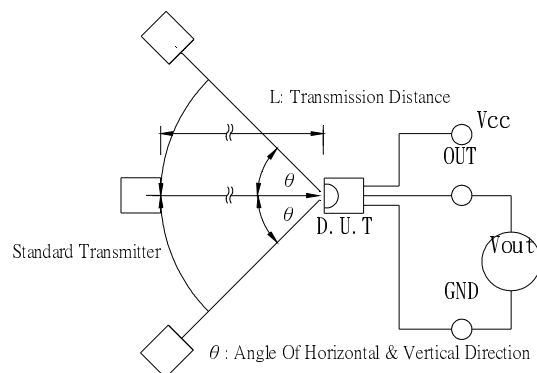 L: Transmission Distance
Vcc
OUT
θ
θ
D.U.T
Standard Transmitter
Vout
GND
θ : Angle Of Horizontal & Vertical Direction